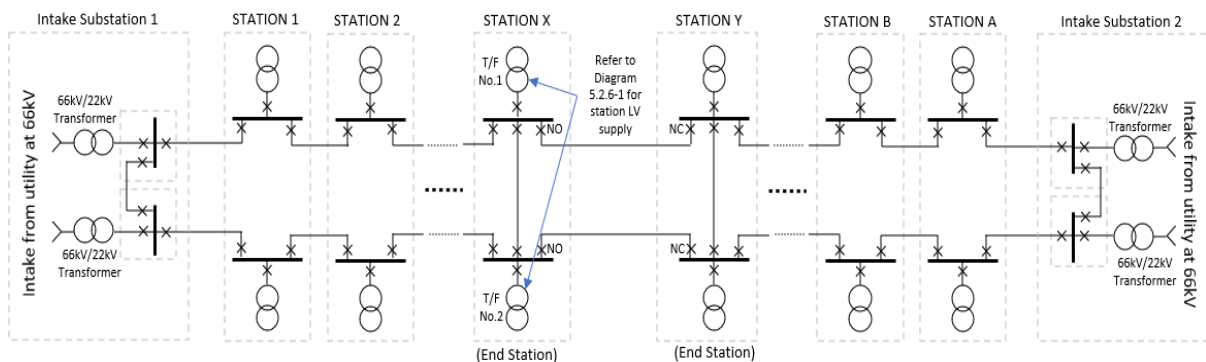 Intake Substation 1
STATION 1
STATION 2
STATION X
STATION Y
STATION B
STATION A
Intake Substation 2
Intake from utility at 66kV
66kV/22kV
Transformer
66kV/22kV
Transformer
T/F
No.1
NO
Refer to
Diagram
5.2.6-1 for
station LV
supply
NC
66kV/22kV
Transformer
66kV/22kV
Transformer
Intake from utility at 66kV
NO
NC
T/F
No.2
(End Station)
(End Station)